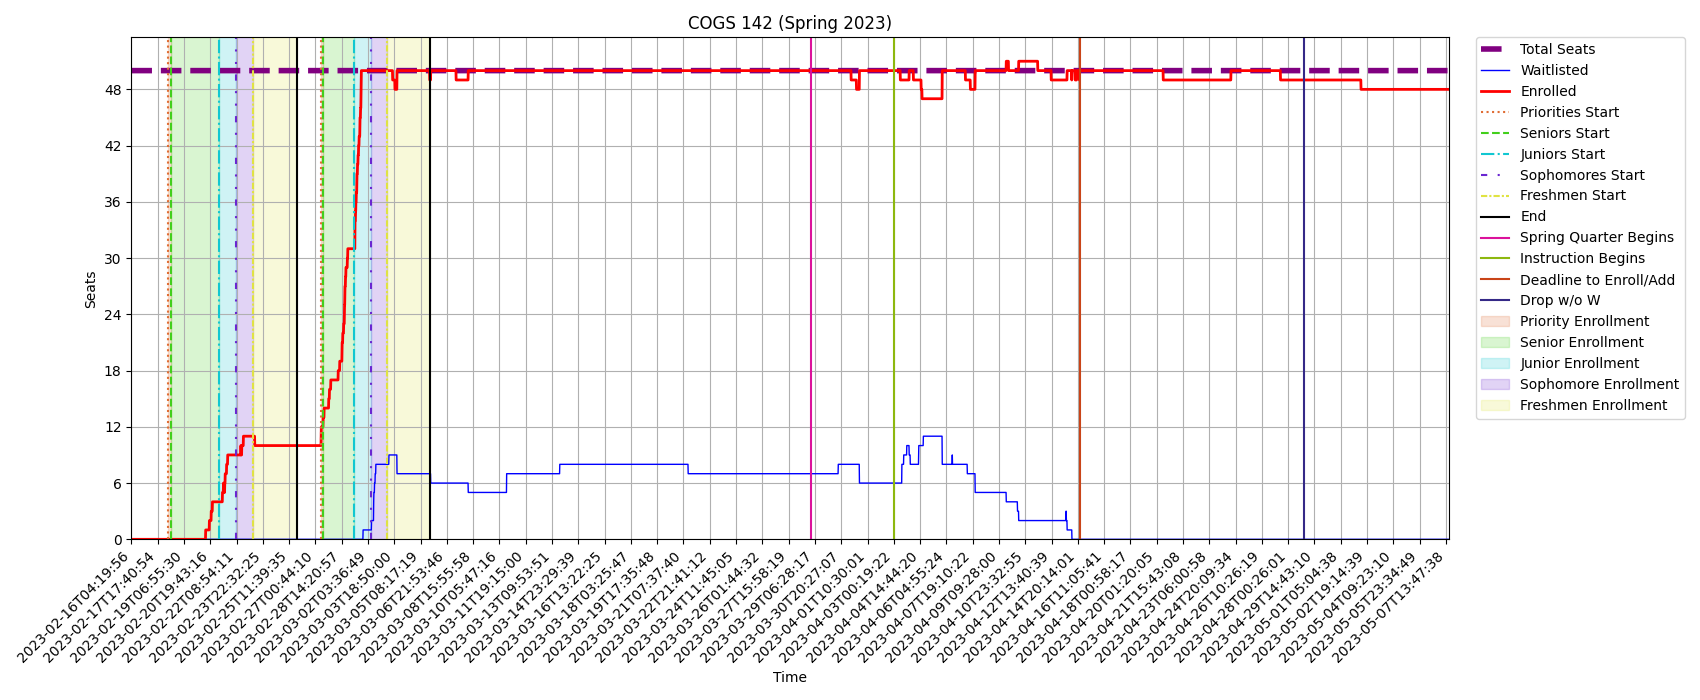 COGS 142 (Spring 2023)
Seats
48
42
36
30
24
18
12
6
0
2023-02-16T04:19:56
2023-02-17T17:40:54
2023-02-19T06:55:30
2023-02-20T19:43:16
2023-02-22T08:54:11
2023-02-23T22:32:25
2023-02-25T11:39:35
2023-02-27T00:44:10
2023-02-28T14:20:57
2023-03-02T03:36:49
2023-03-03T18:50:00
2023-03-05T08:17:19
2023-03-06T21:53:46
2023-03-08T15:55:58
2023-03-10T05:47:16
2023-03-11T19:15:00
2023-03-13T09:53:51
2023-03-14T23:29:39
2023-03-16T13:22:25
2023-03-18T03:25:47
2023-03-19T17:35:48
2023-03-21T07:37:40
2023-03-22T21:41:12
2023-03-24T11:45:05
2023-03-26T01:44:32
2023-03-27T15:58:19
2023-03-29T06:28:17
2023-03-30T20:27:07
2023-04-01T10:30:01
2023-04-03T00:19:22
2023-04-04T14:44:20
2023-04-06T04:55:24
2023-04-07T19:10:22
2023-04-09T09:28:00
2023-04-10T23:32:55
2023-04-12T13:40:39
2023-04-14T20:14:01
2023-04-16T11:05:41
2023-04-18T00:58:17
2023-04-20T01:20:05
2023-04-21T15:43:08
2023-04-23T06:00:58
2023-04-24T20:09:34
2023-04-26T10:26:19
2023-04-28T00:26:01
2023-04-29T14:43:10
2023-05-01T05:04:38
2023-05-02T19:14:39
2023-05-04T09:23:10
2023-05-05T23:34:49
2023-05-07T13:47:38
Time
Total Seats
Waitlisted
Enrolled
Priorities Start
Seniors Start
Juniors Start
Sophomores Start
Freshmen Start
End
Spring Quarter Begins
Instruction Begins
Deadline to Enroll/Add
Drop w/o W
Priority Enrollment
Senior Enrollment
Junior Enrollment
Sophomore Enrollment
Freshmen Enrollment